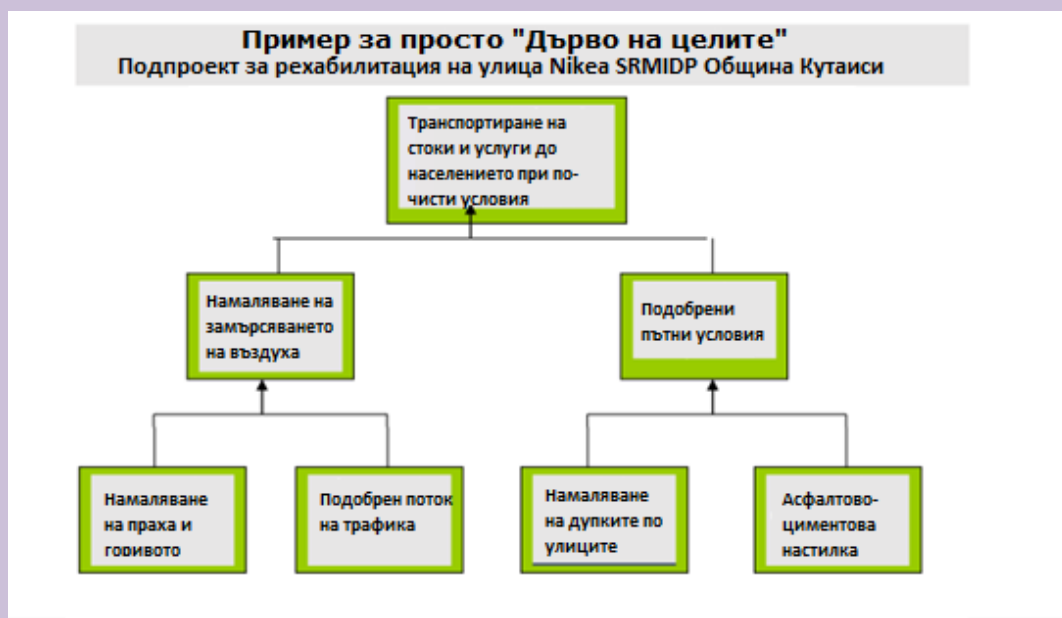 Пример за просто "Дърво на целите"
Подпроект за рехабилитация на улица Nikea SRMIDP Община Кутаиси
Транспортиране на
стоки и услуги до
населението при по-
чисти условия
Намаляване на
замърсяването
на въздуха
Подобрени
пътни условия
Намаляване
на праха и
горивото
Подобрен поток
на трафика
Намаляване
на дупките по
улиците
Асфалтово-
циментова
настилка